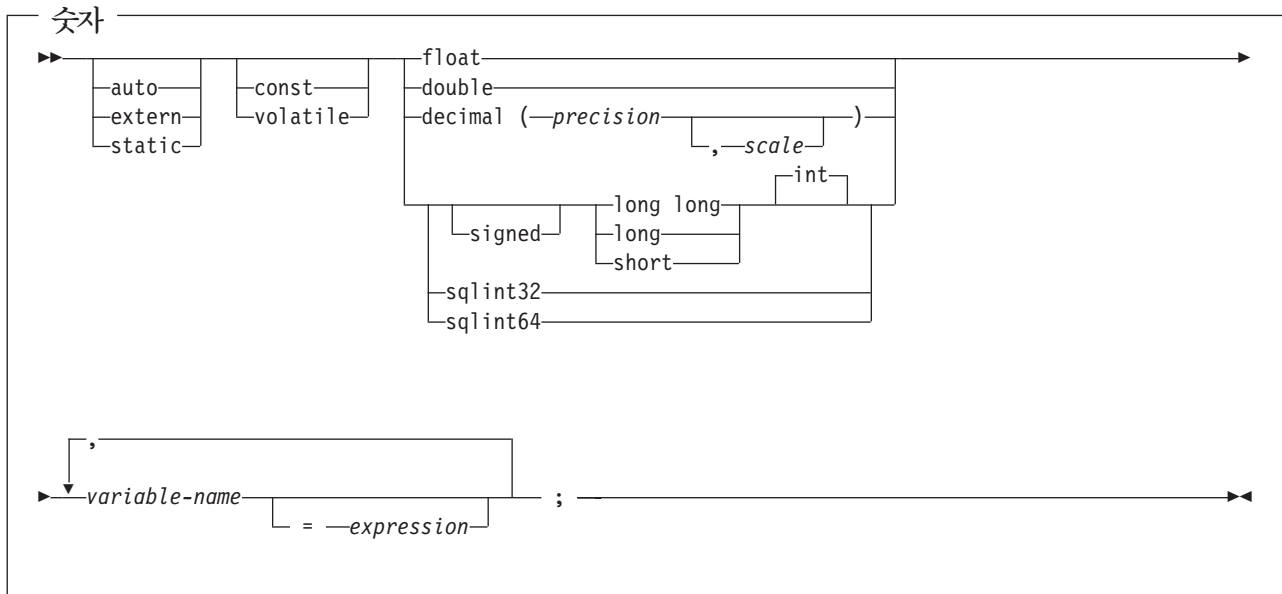 숫자
float
auto const double
extern volatile decimal ( precision )
static , scale
int
long long
signed long
short
sqlint32
sqlint64
,
variable-name ;
= expression